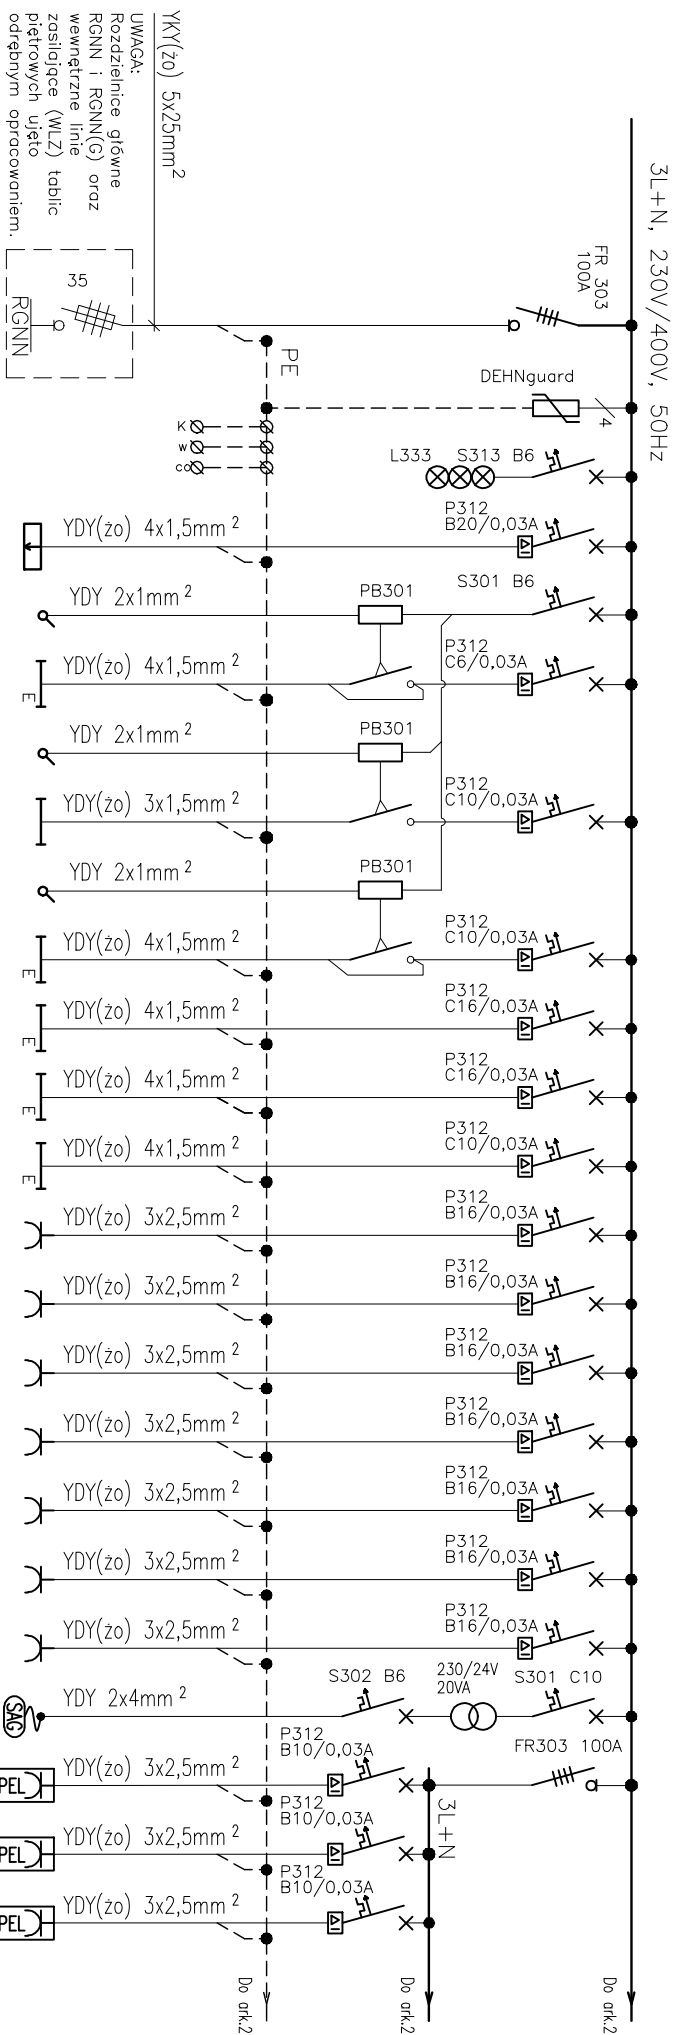 3L+N, 230V/400V, 50Hz
YKY(żo) 5x25mm²
UWAGA:
Rozdzielnice główne
RGNN i RGNN(G) oraz
wewnętrzne linie
zasilające (WLZ) tablic
piętrowych ujęto
odrębnym opracowaniem.
35
RGNN
FR 303
100A
PE
DEHNguard
4
K
w
co
L333 S313 B6
P312
B20/0,03A
YDY(żo) 4x1,5mm²
S301 B6
PB301
YDY 2x1mm²
P312
C6/0,03A
YDY(żo) 4x1,5mm²
E
PB301
YDY 2x1mm²
P312
C10/0,03A
YDY(żo) 3x1,5mm²
PB301
YDY 2x1mm²
P312
C10/0,03A
YDY(żo) 4x1,5mm²
E
P312
C16/0,03A
YDY(żo) 4x1,5mm²
E
P312
C16/0,03A
YDY(żo) 4x1,5mm²
E
P312
C10/0,03A
YDY(żo) 4x1,5mm²
E
P312
B16/0,03A
YDY(żo) 3x2,5mm²
P312
B16/0,03A
YDY(żo) 3x2,5mm²
P312
B16/0,03A
YDY(żo) 3x2,5mm²
P312
B16/0,03A
YDY(żo) 3x2,5mm²
P312
B16/0,03A
YDY(żo) 3x2,5mm²
P312
B16/0,03A
YDY(żo) 3x2,5mm²
P312
B16/0,03A
YDY(żo) 3x2,5mm²
S301 C10
230/24V
20VA
S302 B6
YDY 2x4mm²
SAG
FR303 100A
3L+N
P312
B10/0,03A
YDY(żo) 3x2,5mm²
PEL
P312
B10/0,03A
YDY(żo) 3x2,5mm²
PEL
P312
B10/0,03A
YDY(żo) 3x2,5mm²
PEL
Do ark.2
Do ark.2
Do ark.2